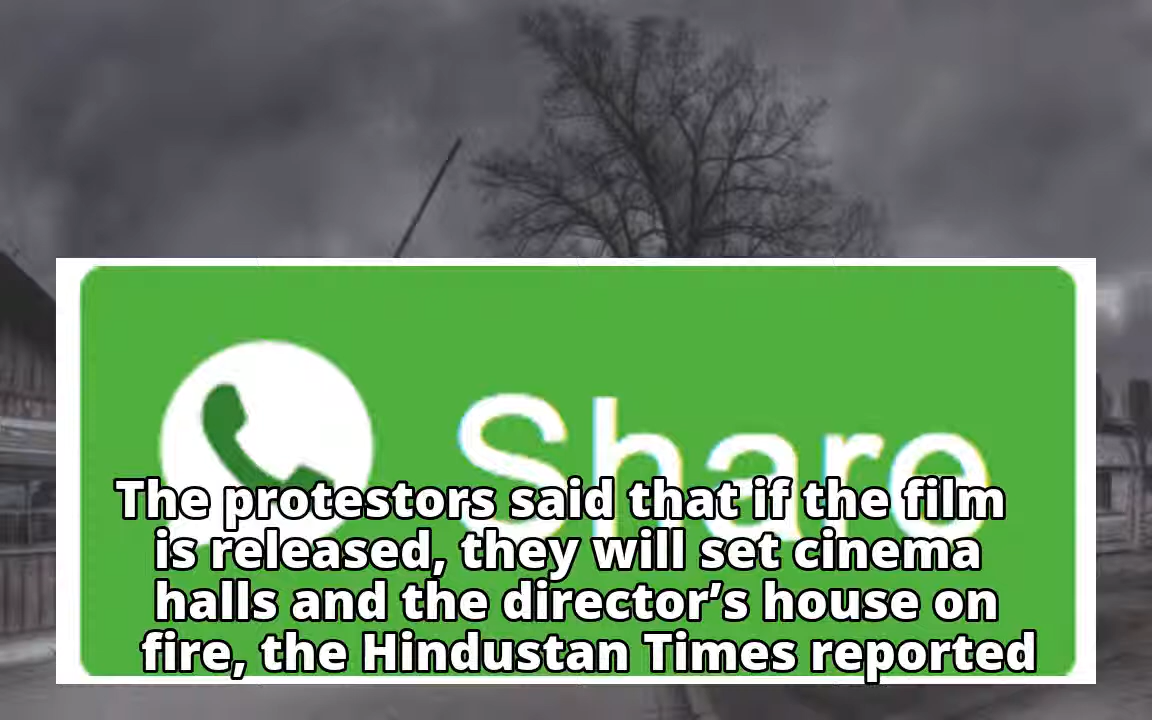 Share
The protestors said that if the film
is released, they will set cinema
halls and the director’s house on
fire, the Hindustan Times reported